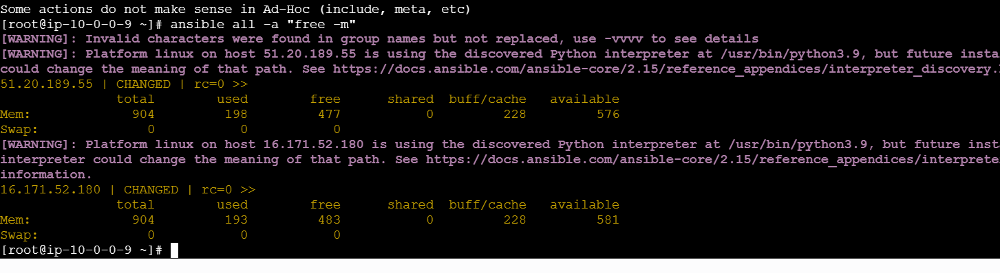 Some actions do not make sense in Ad-Hoc (include, meta, etc)
[root@ip-10-0-0-9 ~]# ansible all -a "free -m"
[WARNING]: Invalid characters were found in group names but not replaced, use -vvvv to see details
[WARNING]: Platform linux on host 51.20.189.55 is using the discovered Python interpreter at /usr/bin/python3.9, but future insta
could change the meaning of that path. See https://docs.ansible.com/ansible-core/2.15/reference_appendices/interpreter_discovery.
51.20.189.55 | CHANGED | rc=0 >>
total used free shared buff/cache available
Mem: 904 198 477 0 228 576
Swap: 0 0 0
[WARNING]: Platform linux on host 16.171.52.180 is using the discovered Python interpreter at /usr/bin/python3.9, but future inst
interpreter could change the meaning of that path. See https://docs.ansible.com/ansible-core/2.15/reference_appendices/interprete
information.
16.171.52.180 | CHANGED | rc=0 >>
total used free shared buff/cache available
Mem: 904 193 483 0 228 581
Swap: 0 0 0
[root@ip-10-0-0-9 ~]#